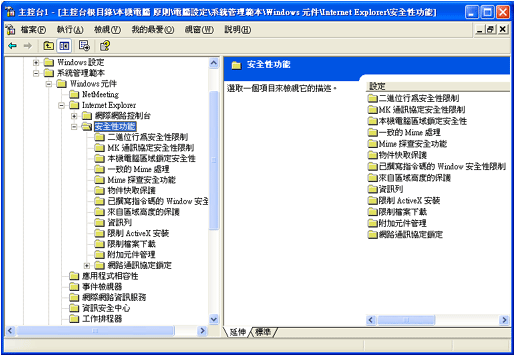 主控台1 - [主控台根目錄\本機電腦 原則\電腦設定\系統管理範本\Windows 元件\Internet Explorer\安全性功能]
檔案(F) 執行(A) 檢視(V) 我的最愛(O) 視窗(W) 說明(H)
Windows 設定
系統管理範本
Windows 元件
NetMeeting
Internet Explorer
網際網路控制台
安全性功能
二進位行為安全性限制
MK 通訊協定安全性限制
本機電腦區域鎖定安全性
一致的 Mime 處理
Mime 探查安全功能
物件快取保護
已撰寫指令碼的 Window 安全
來自區域高度的保護
資訊列
限制 ActiveX 安裝
限制檔案下載
附加元件管理
網路通訊協定鎖定
應用程式相容性
事件檢視器
網際網路資訊服務
資訊安全中心
工作排程器
安全性功能
選取一個項目來檢視它的描述。
設定
二進位行為安全性限制
MK 通訊協定安全性限制
本機電腦區域鎖定安全性
一致的 Mime 處理
Mime 探查安全功能
物件快取保護
已撰寫指令碼的 Window 安全性限制
來自區域高度的保護
資訊列
限制 ActiveX 安裝
限制檔案下載
附加元件管理
網路通訊協定鎖定
延伸 標準